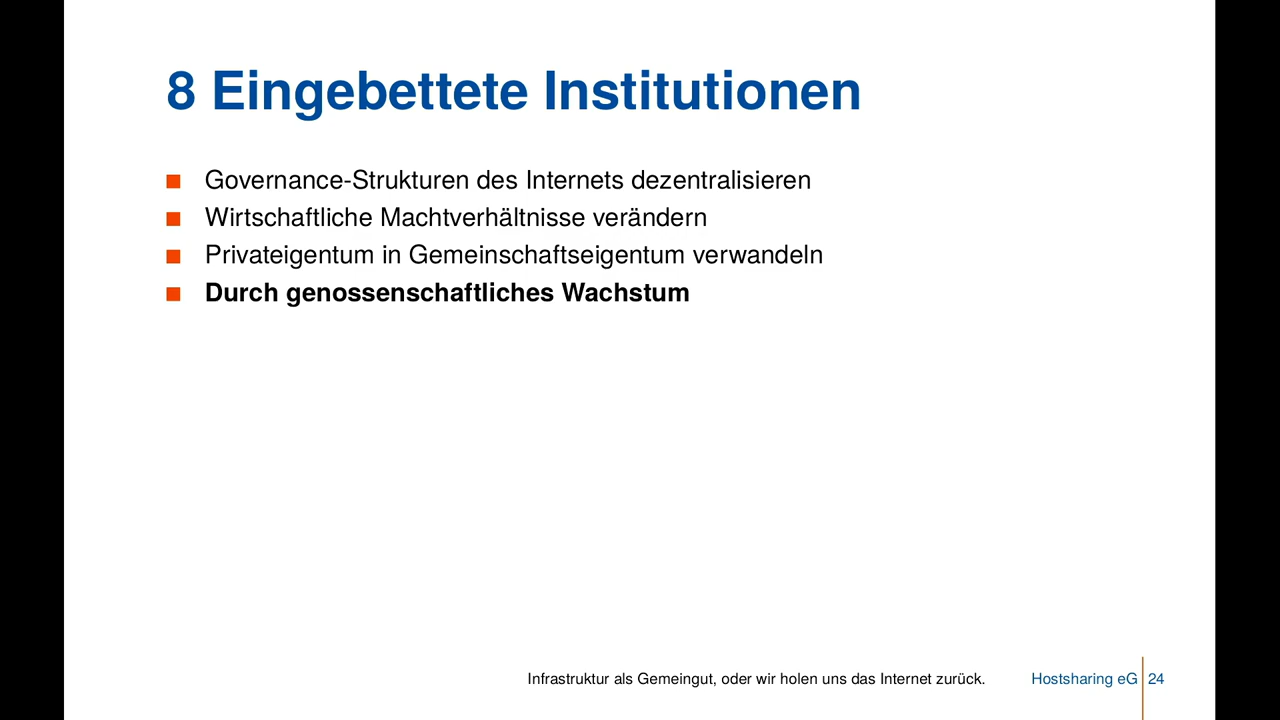 8 Eingebettete Institutionen
Governance-Strukturen des Internets dezentralisieren
Wirtschaftliche Machtverhältnisse verändern
Privateigentum in Gemeinschaftseigentum verwandeln
Durch genossenschaftliches Wachstum
Infrastruktur als Gemeingut, oder wir holen uns das Internet zurück. Hostsharing eG 24